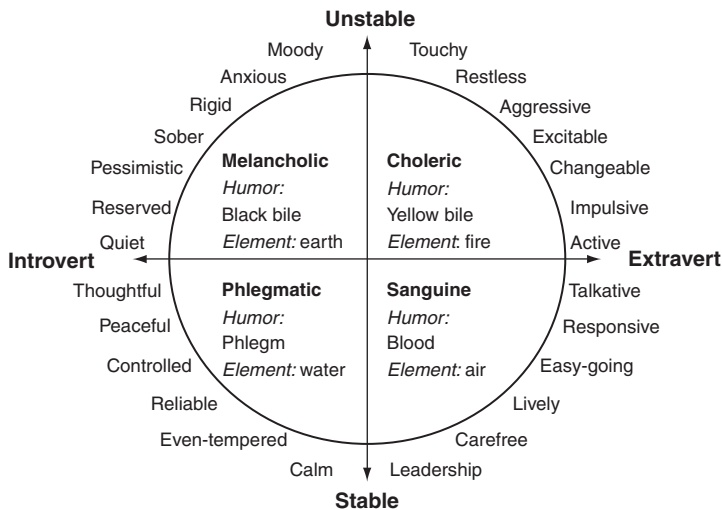 Unstable
Moody
Touchy
Anxious
Restless
Rigid
Aggressive
Sober
Excitable
Pessimistic
Changeable
Reserved
Impulsive
Quiet
Active
Melancholic
Humor:
Black bile
Element: earth
Choleric
Humor:
Yellow bile
Element: fire
Introvert
Extravert
Phlegmatic
Humor:
Phlegm
Element: water
Sanguine
Humor:
Blood
Element: air
Thoughtful
Talkative
Peaceful
Responsive
Controlled
Easy-going
Reliable
Lively
Even-tempered
Carefree
Calm
Leadership
Stable